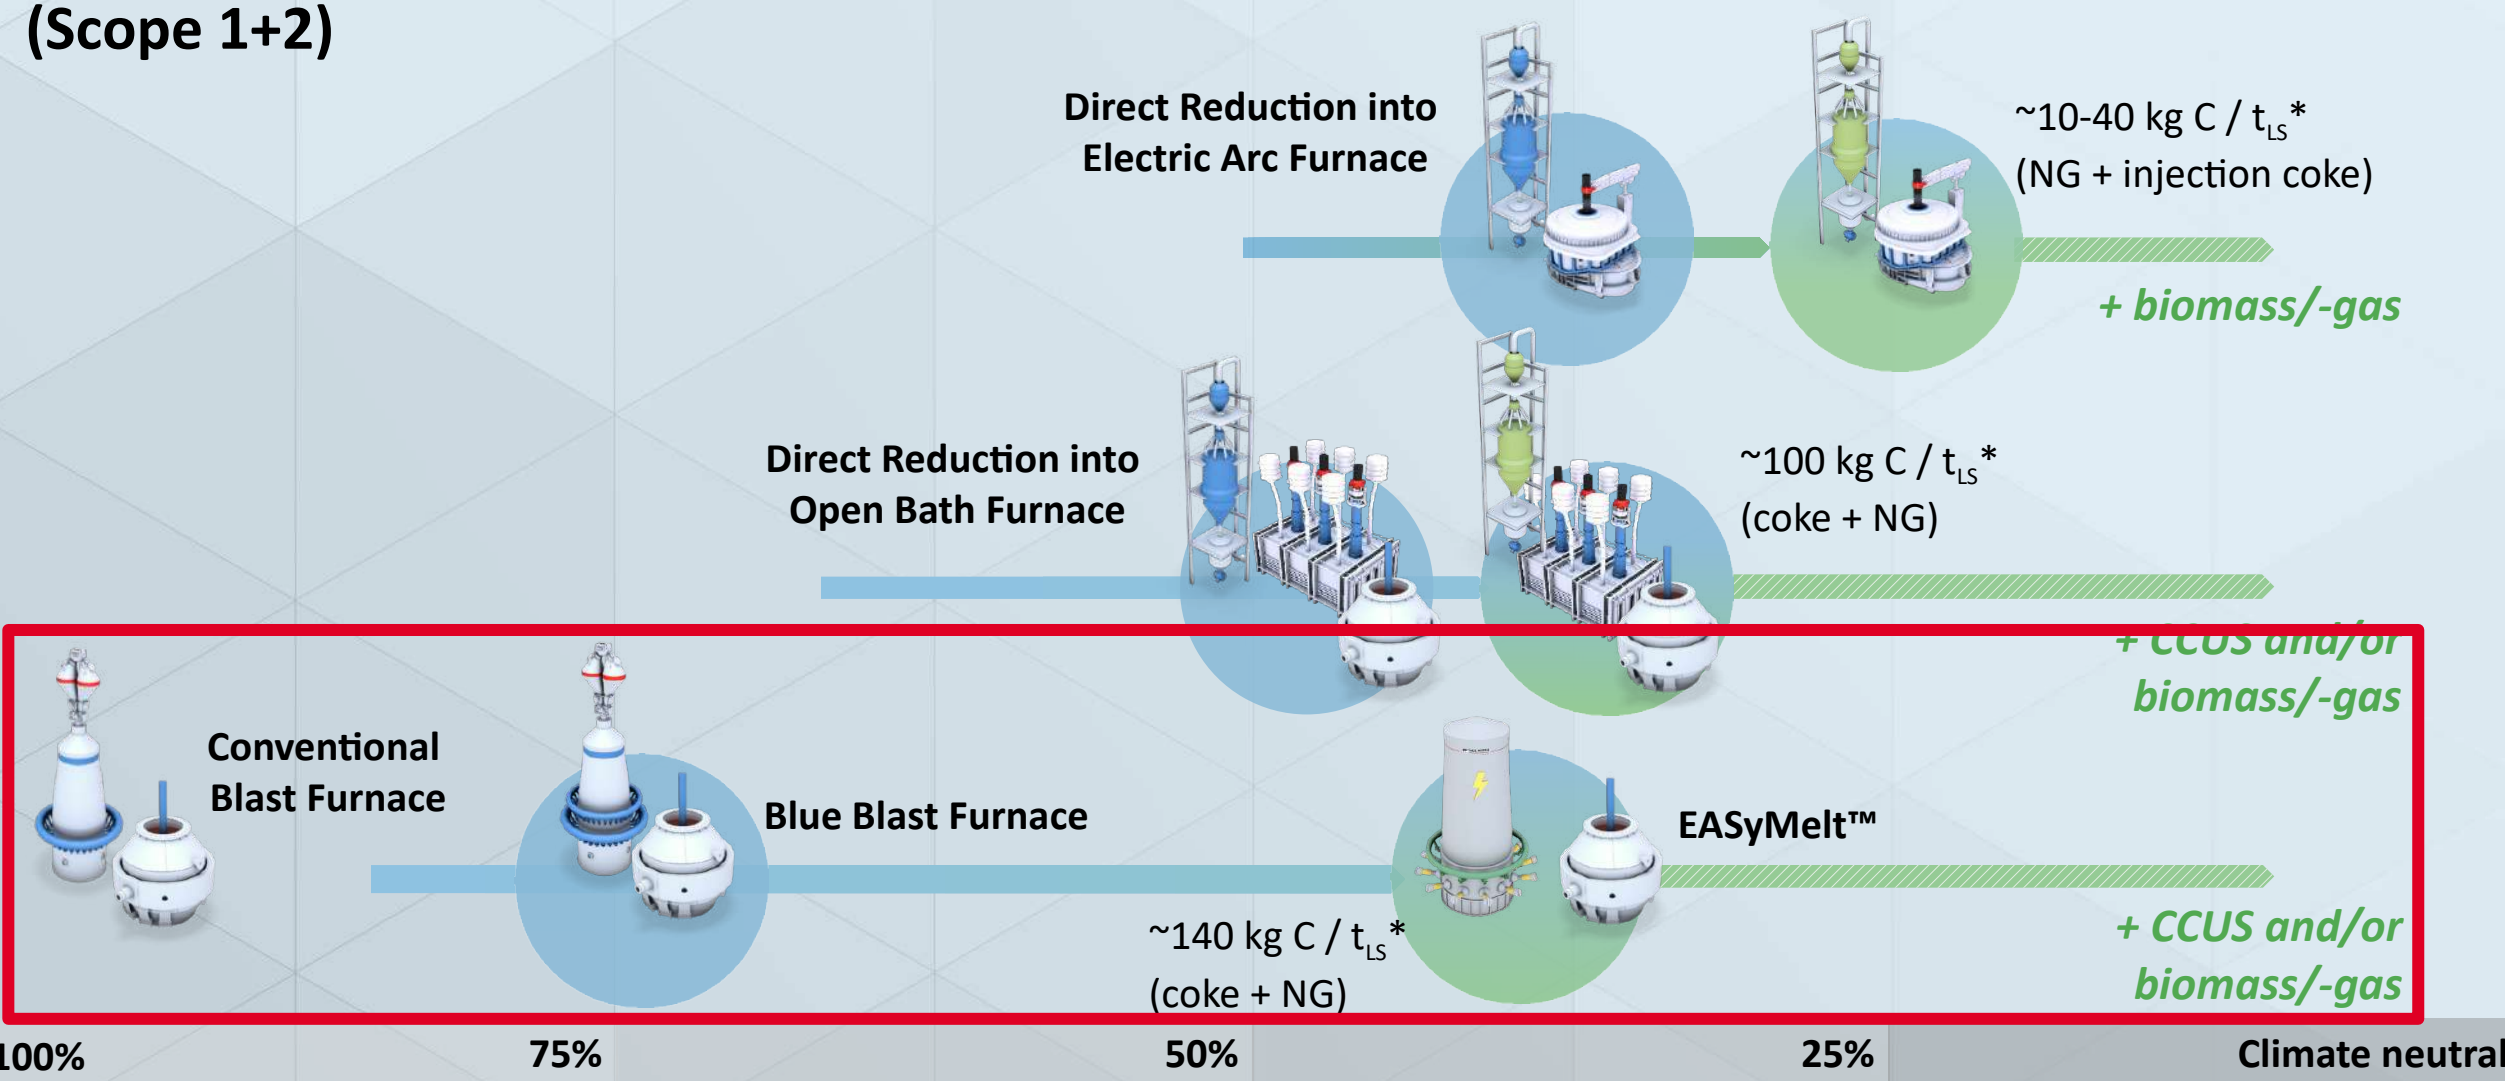 (Scope 1+2)
Direct Reduction into
Electric Arc Furnace
~10-40 kg C / tLS*
(NG + injection coke)
+ biomass/-gas
Direct Reduction into
Open Bath Furnace
~100 kg C / tLS*
(coke + NG)
+ CCUS and/or
biomass/-gas
Conventional
Blast Furnace
Blue Blast Furnace
EASyMelt™
~140 kg C / tLS*
(coke + NG)
+ CCUS and/or
biomass/-gas
100% 75% 50% 25% Climate neutral